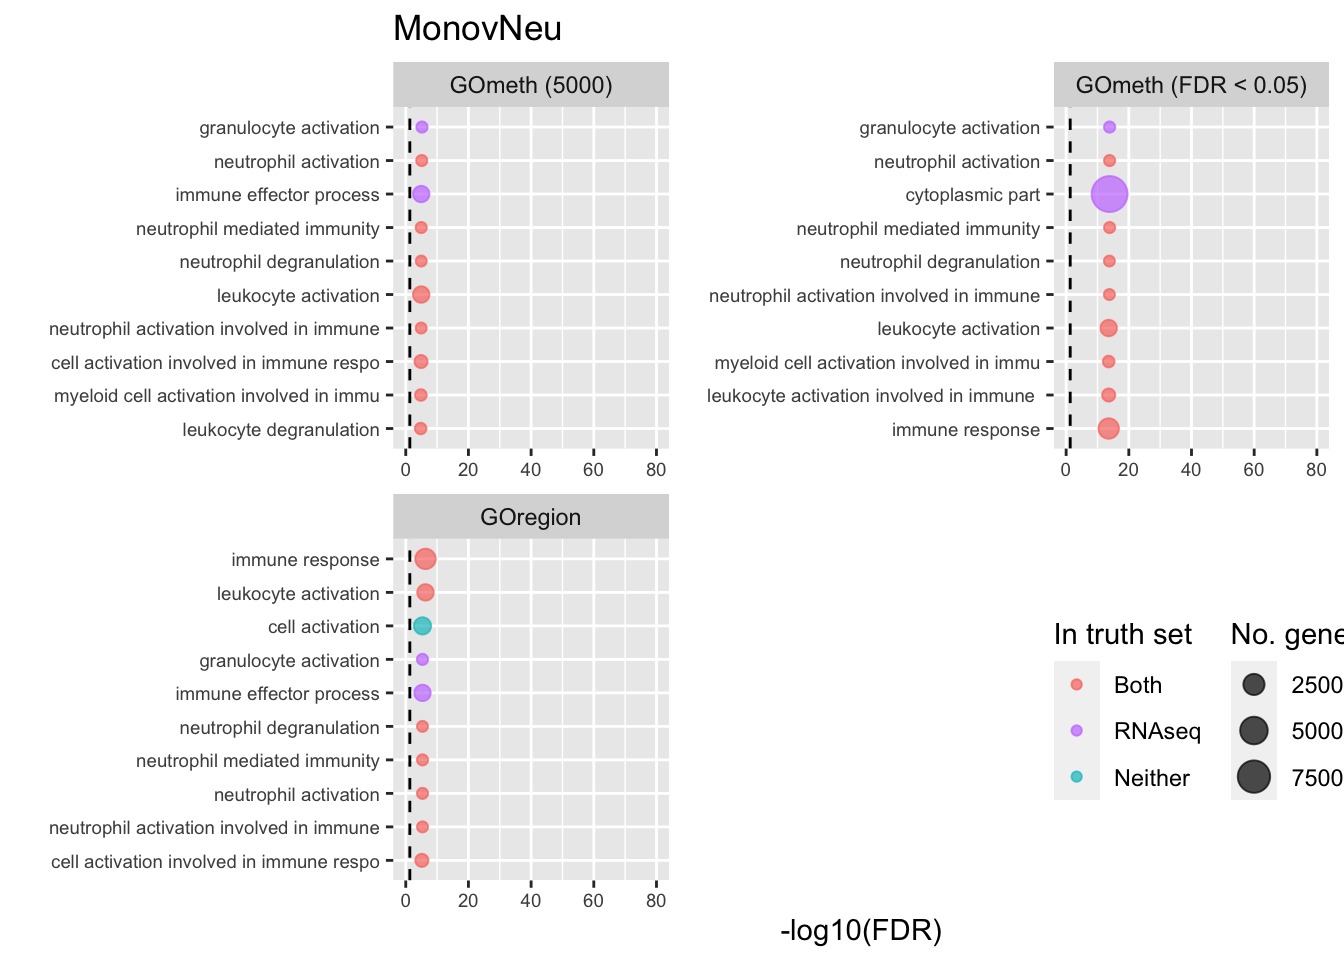 MonovNeu
GOmeth (5000)
granulocyte activation
neutrophil activation
immune effector process
neutrophil mediated immunity
neutrophil degranulation
leukocyte activation
neutrophil activation involved in immune
cell activation involved in immune respo
myeloid cell activation involved in immu
leukocyte degranulation
0 20 40 60 80
GOmeth (FDR < 0.05)
granulocyte activation
neutrophil activation
cytoplasmic part
neutrophil mediated immunity
neutrophil degranulation
neutrophil activation involved in immune
leukocyte activation
myeloid cell activation involved in immu
leukocyte activation involved in immune
immune response
0 20 40 60 80
GOregion
immune response
leukocyte activation
cell activation
granulocyte activation
immune effector process
neutrophil degranulation
neutrophil mediated immunity
neutrophil activation
neutrophil activation involved in immune
cell activation involved in immune respo
0 20 40 60 80
In truth set
Both
RNAseq
Neither
No. gene
2500
5000
7500
-log10(FDR)